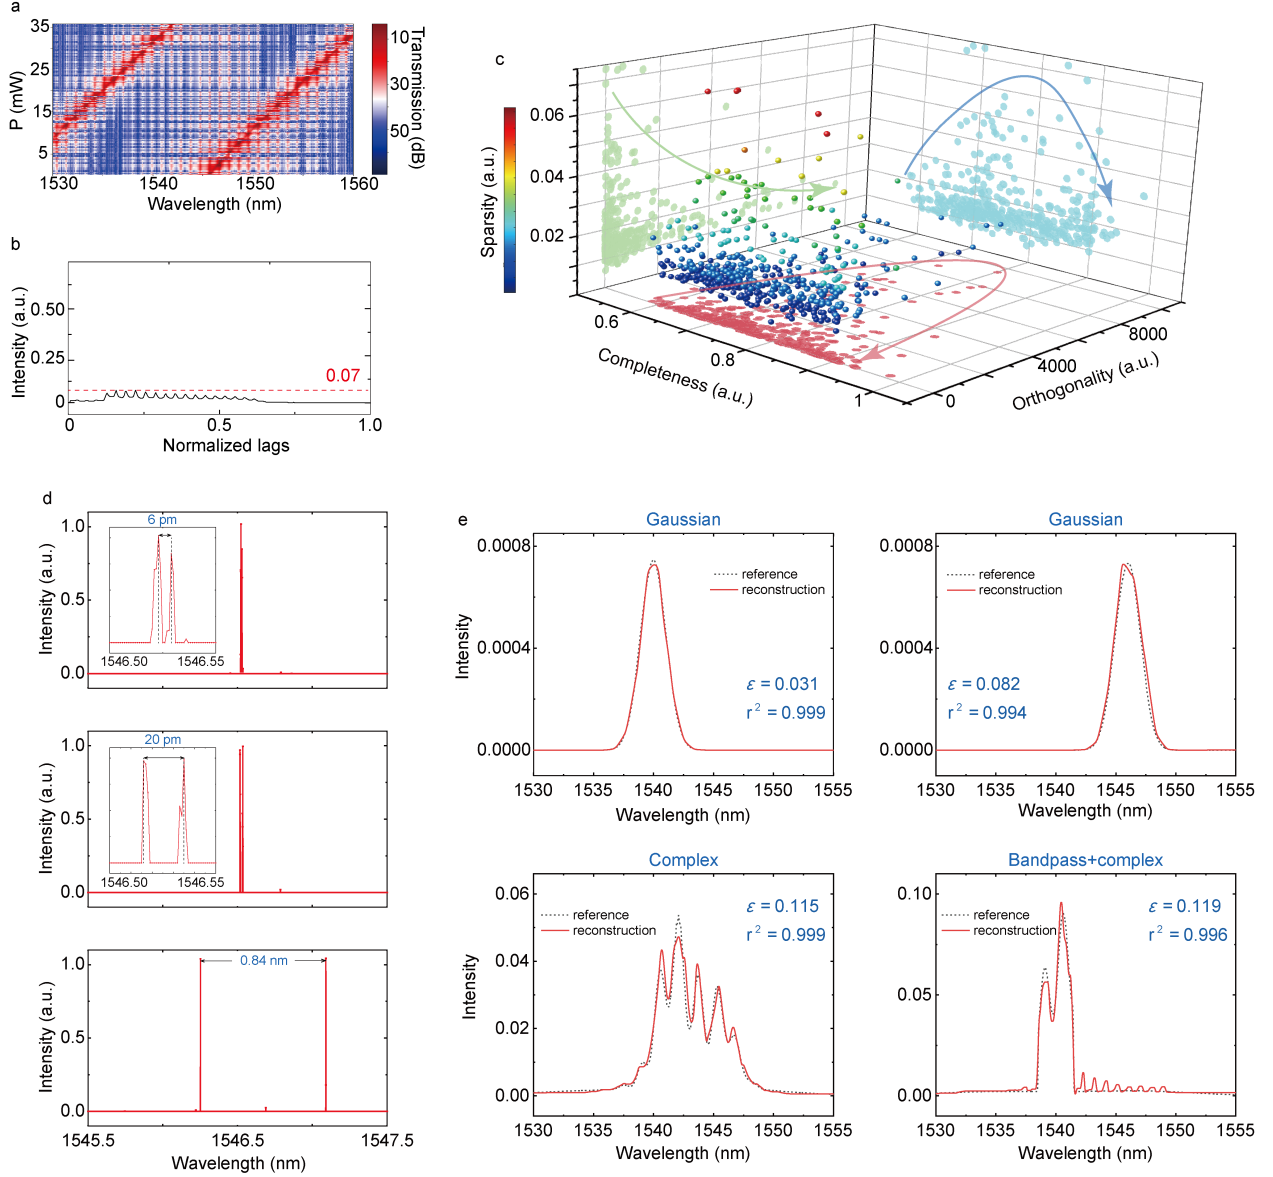 a
35
25
15
5
P (mW)
1530
1540
1550
1560
Wavelength (nm)
10
30
50
Transmission (dB)
b
0.50
0.25
0
Intensity (a.u.)
0.07
0
0.5
1.0
Normalized lags
c
Sparsity (a.u.)
0.06
0.04
0.02
0.6
0.8
1
Completeness (a.u.)
0
4000
8000
Orthogonality (a.u.)
d
1.0
0.5
0.0
Intensity (a.u.)
6 pm
1546.50
1546.55
1.0
0.5
0.0
Intensity (a.u.)
20 pm
1546.50
1546.55
1.0
0.5
0.0
Intensity (a.u.)
0.84 nm
1545.5
1546.5
1547.5
Wavelength (nm)
e
Gaussian
0.0008
0.0004
0.0000
Intensity
reference
reconstruction
ε = 0.031
r² = 0.999
1530 1535 1540 1545 1550 1555
Wavelength (nm)
Gaussian
0.0008
0.0004
0.0000
reference
reconstruction
ε = 0.082
r² = 0.994
1530 1535 1540 1545 1550 1555
Wavelength (nm)
Complex
0.06
0.04
0.02
0.00
Intensity
reference
reconstruction
ε = 0.115
r² = 0.999
1530 1535 1540 1545 1550 1555
Wavelength (nm)
Bandpass+complex
0.10
0.05
0.00
reference
reconstruction
ε = 0.119
r² = 0.996
1530 1535 1540 1545 1550 1555
Wavelength (nm)